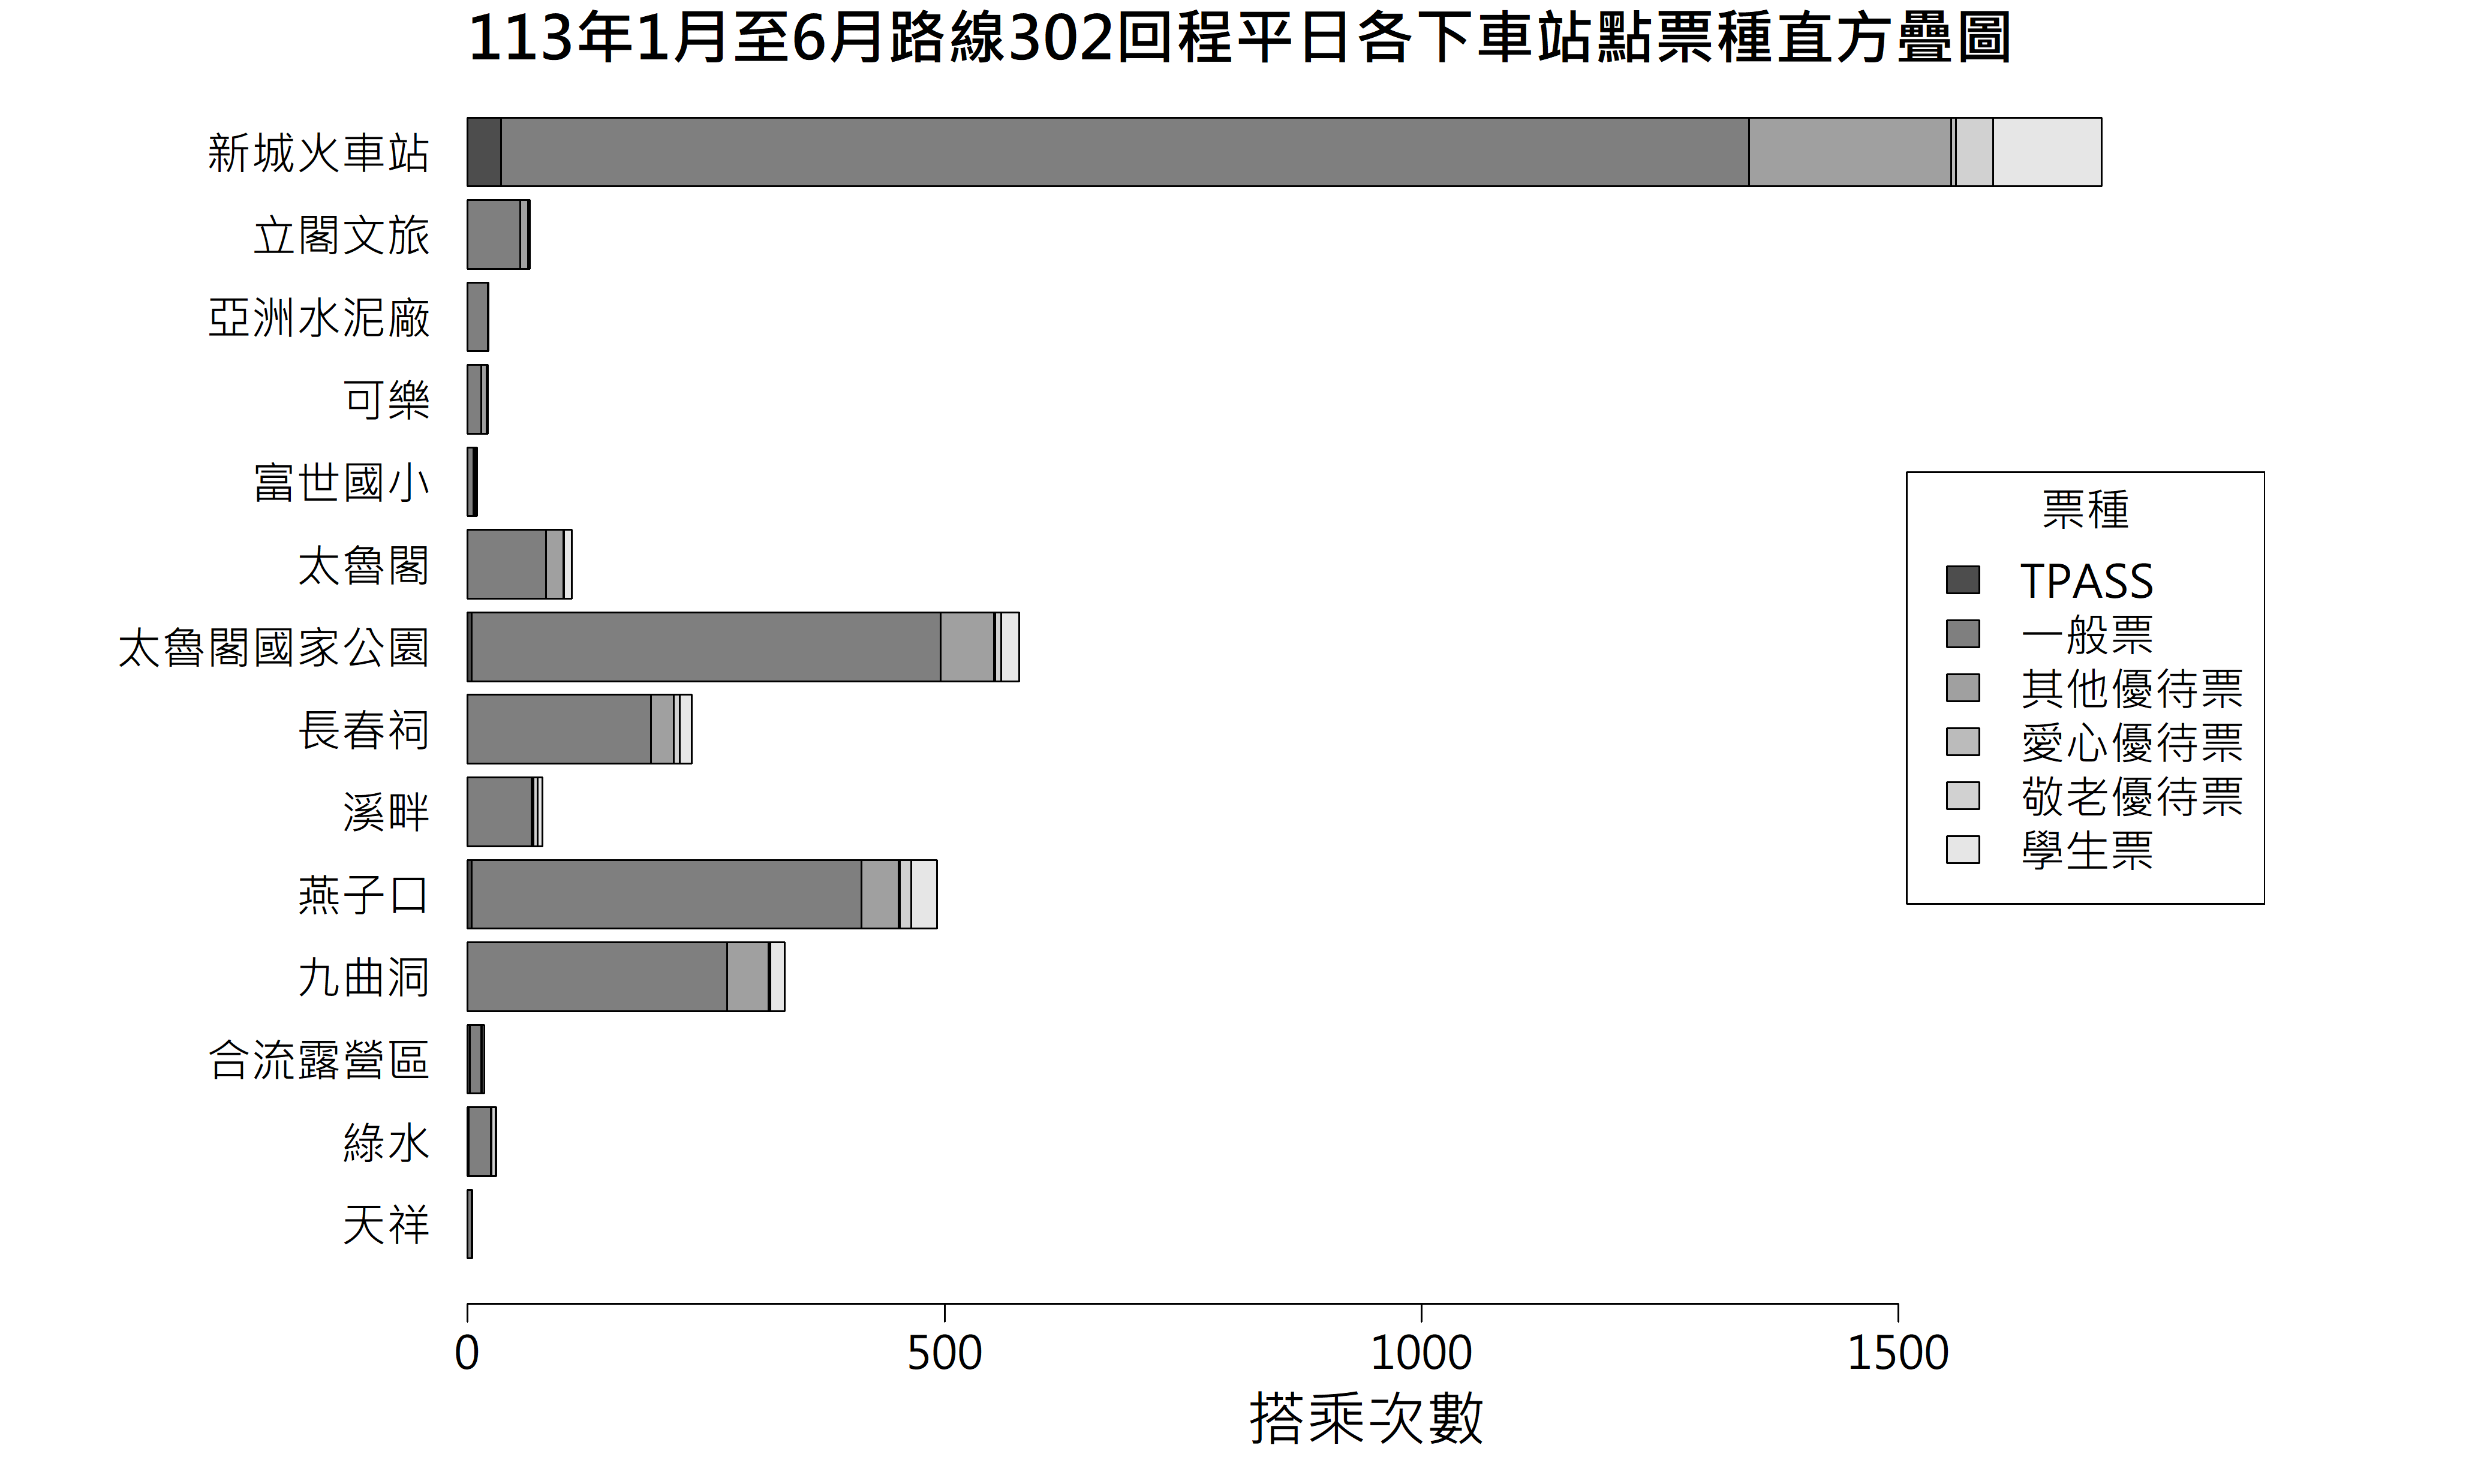 113年1月至6月路線302回程平日各下車站點票種直方疊圖
新城火車站
立閣文旅
亞洲水泥廠
可樂
富世國小
太魯閣
太魯閣國家公園
長春祠
溪畔
燕子口
九曲洞
合流露營區
綠水
天祥
票種
TPASS
一般票
其他優待票
愛心優待票
敬老優待票
學生票
0 500 1000 1500
搭乘次數